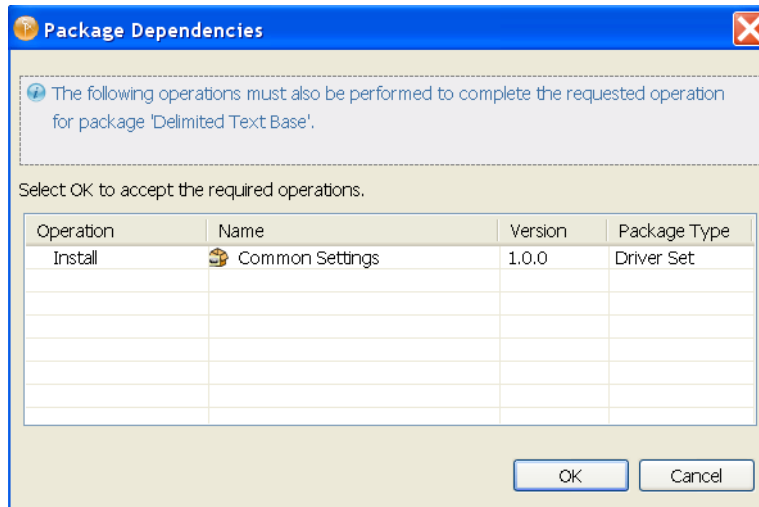 Package Dependencies
The following operations must also be performed to complete the requested operation
for package 'Delimited Text Base'.
Select OK to accept the required operations.
Operation Name Version Package Type
Install Common Settings 1.0.0 Driver Set
OK Cancel